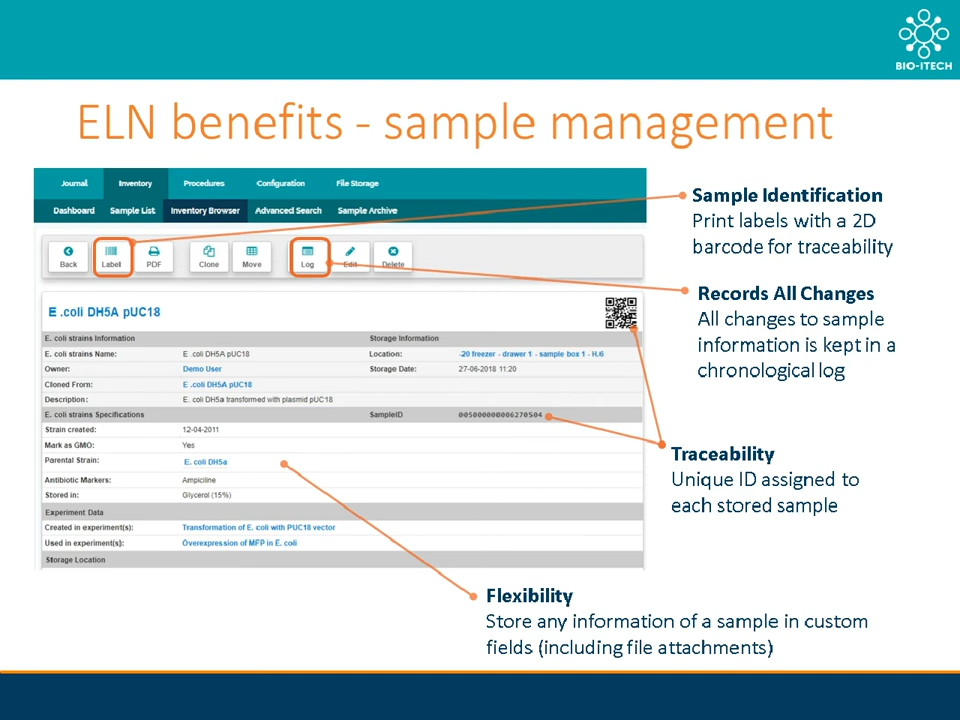 BIO-ITECH
ELN benefits - sample management
Journal Inventory Procedures Configuration File Storage
Dashboard Sample List Inventory Browser Advanced Search Sample Archive
Back Label PDF Clone Move Log Edit Delete
E .coli DH5A pUC18
E. coli strains Information Storage Information
E. coli strains Name: E .coli DH5A pUC18 Location: -20 freezer - drawer 1 - sample box 1 - H.6
Owner: Demo User Storage Date: 27-06-2018 11:20
Cloned From: E .coli DH5A pUC18
Description: E. coli DH5a transformed with plasmid pUC18
E. coli strains Specifications SampleID 005000000006270504
Strain created: 12-04-2011
Mark as GMO: Yes
Parental Strain: E. coli DH5a
Antibiotic Markers: Ampiciline
Stored in: Glycerol (15%)
Experiment Data
Created in experiment(s): Transformation of E. coli with PUC18 vector
Used in experiment(s): Overexpression of MFP in E. coli
Storage Location
Sample Identification
Print labels with a 2D
barcode for traceability
Records All Changes
All changes to sample
information is kept in a
chronological log
Traceability
Unique ID assigned to
each stored sample
Flexibility
Store any information of a sample in custom
fields (including file attachments)